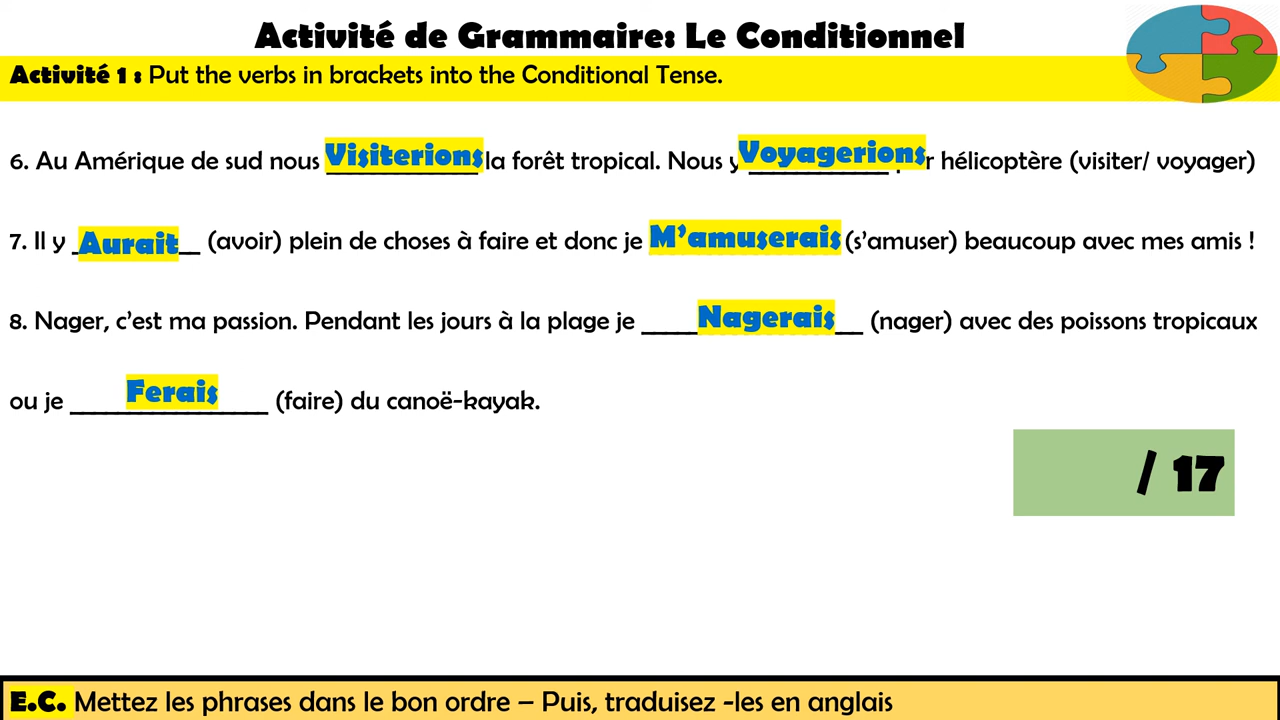 Activité de Grammaire: Le Conditionnel
Activité 1 : Put the verbs in brackets into the Conditional Tense.
6. Au Amérique de sud nous Visiterions la forêt tropical. Nous y Voyagerions hélicoptère (visiter/ voyager)
7. Il y Aurait (avoir) plein de choses à faire et donc je M’amuserais (s’amuser) beaucoup avec mes amis !
8. Nager, c’est ma passion. Pendant les jours à la plage je ____Nagerais__ (nager) avec des poissons tropicaux
ou je Ferais (faire) du canoë-kayak.
/ 17
E.C. Mettez les phrases dans le bon ordre – Puis, traduisez -les en anglais